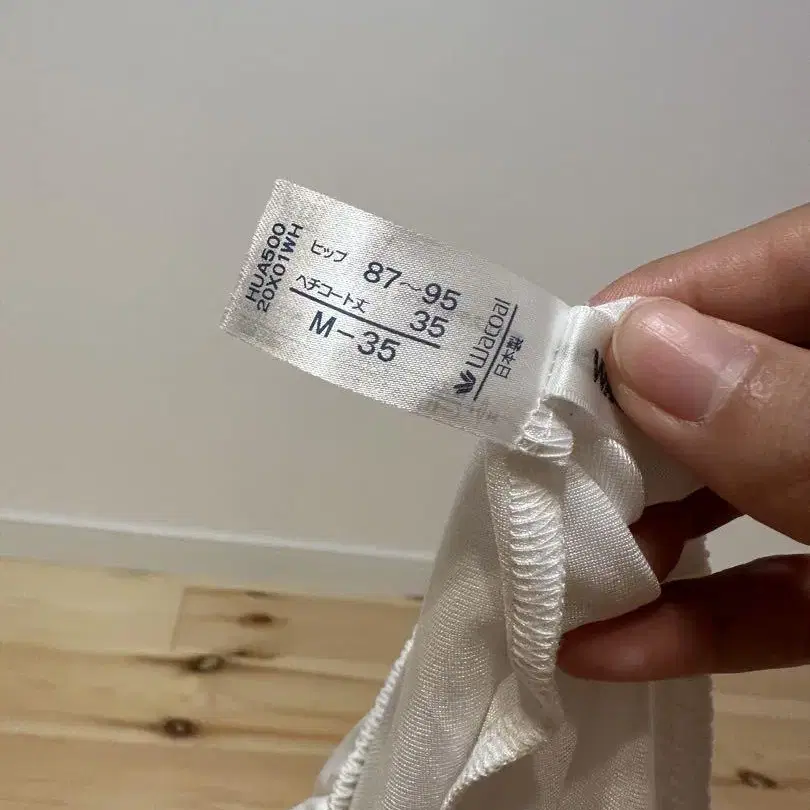 HUA500
20X01WH
ヒップ 87~95
ペチコート丈 35
M-35
Wacoal
日本製